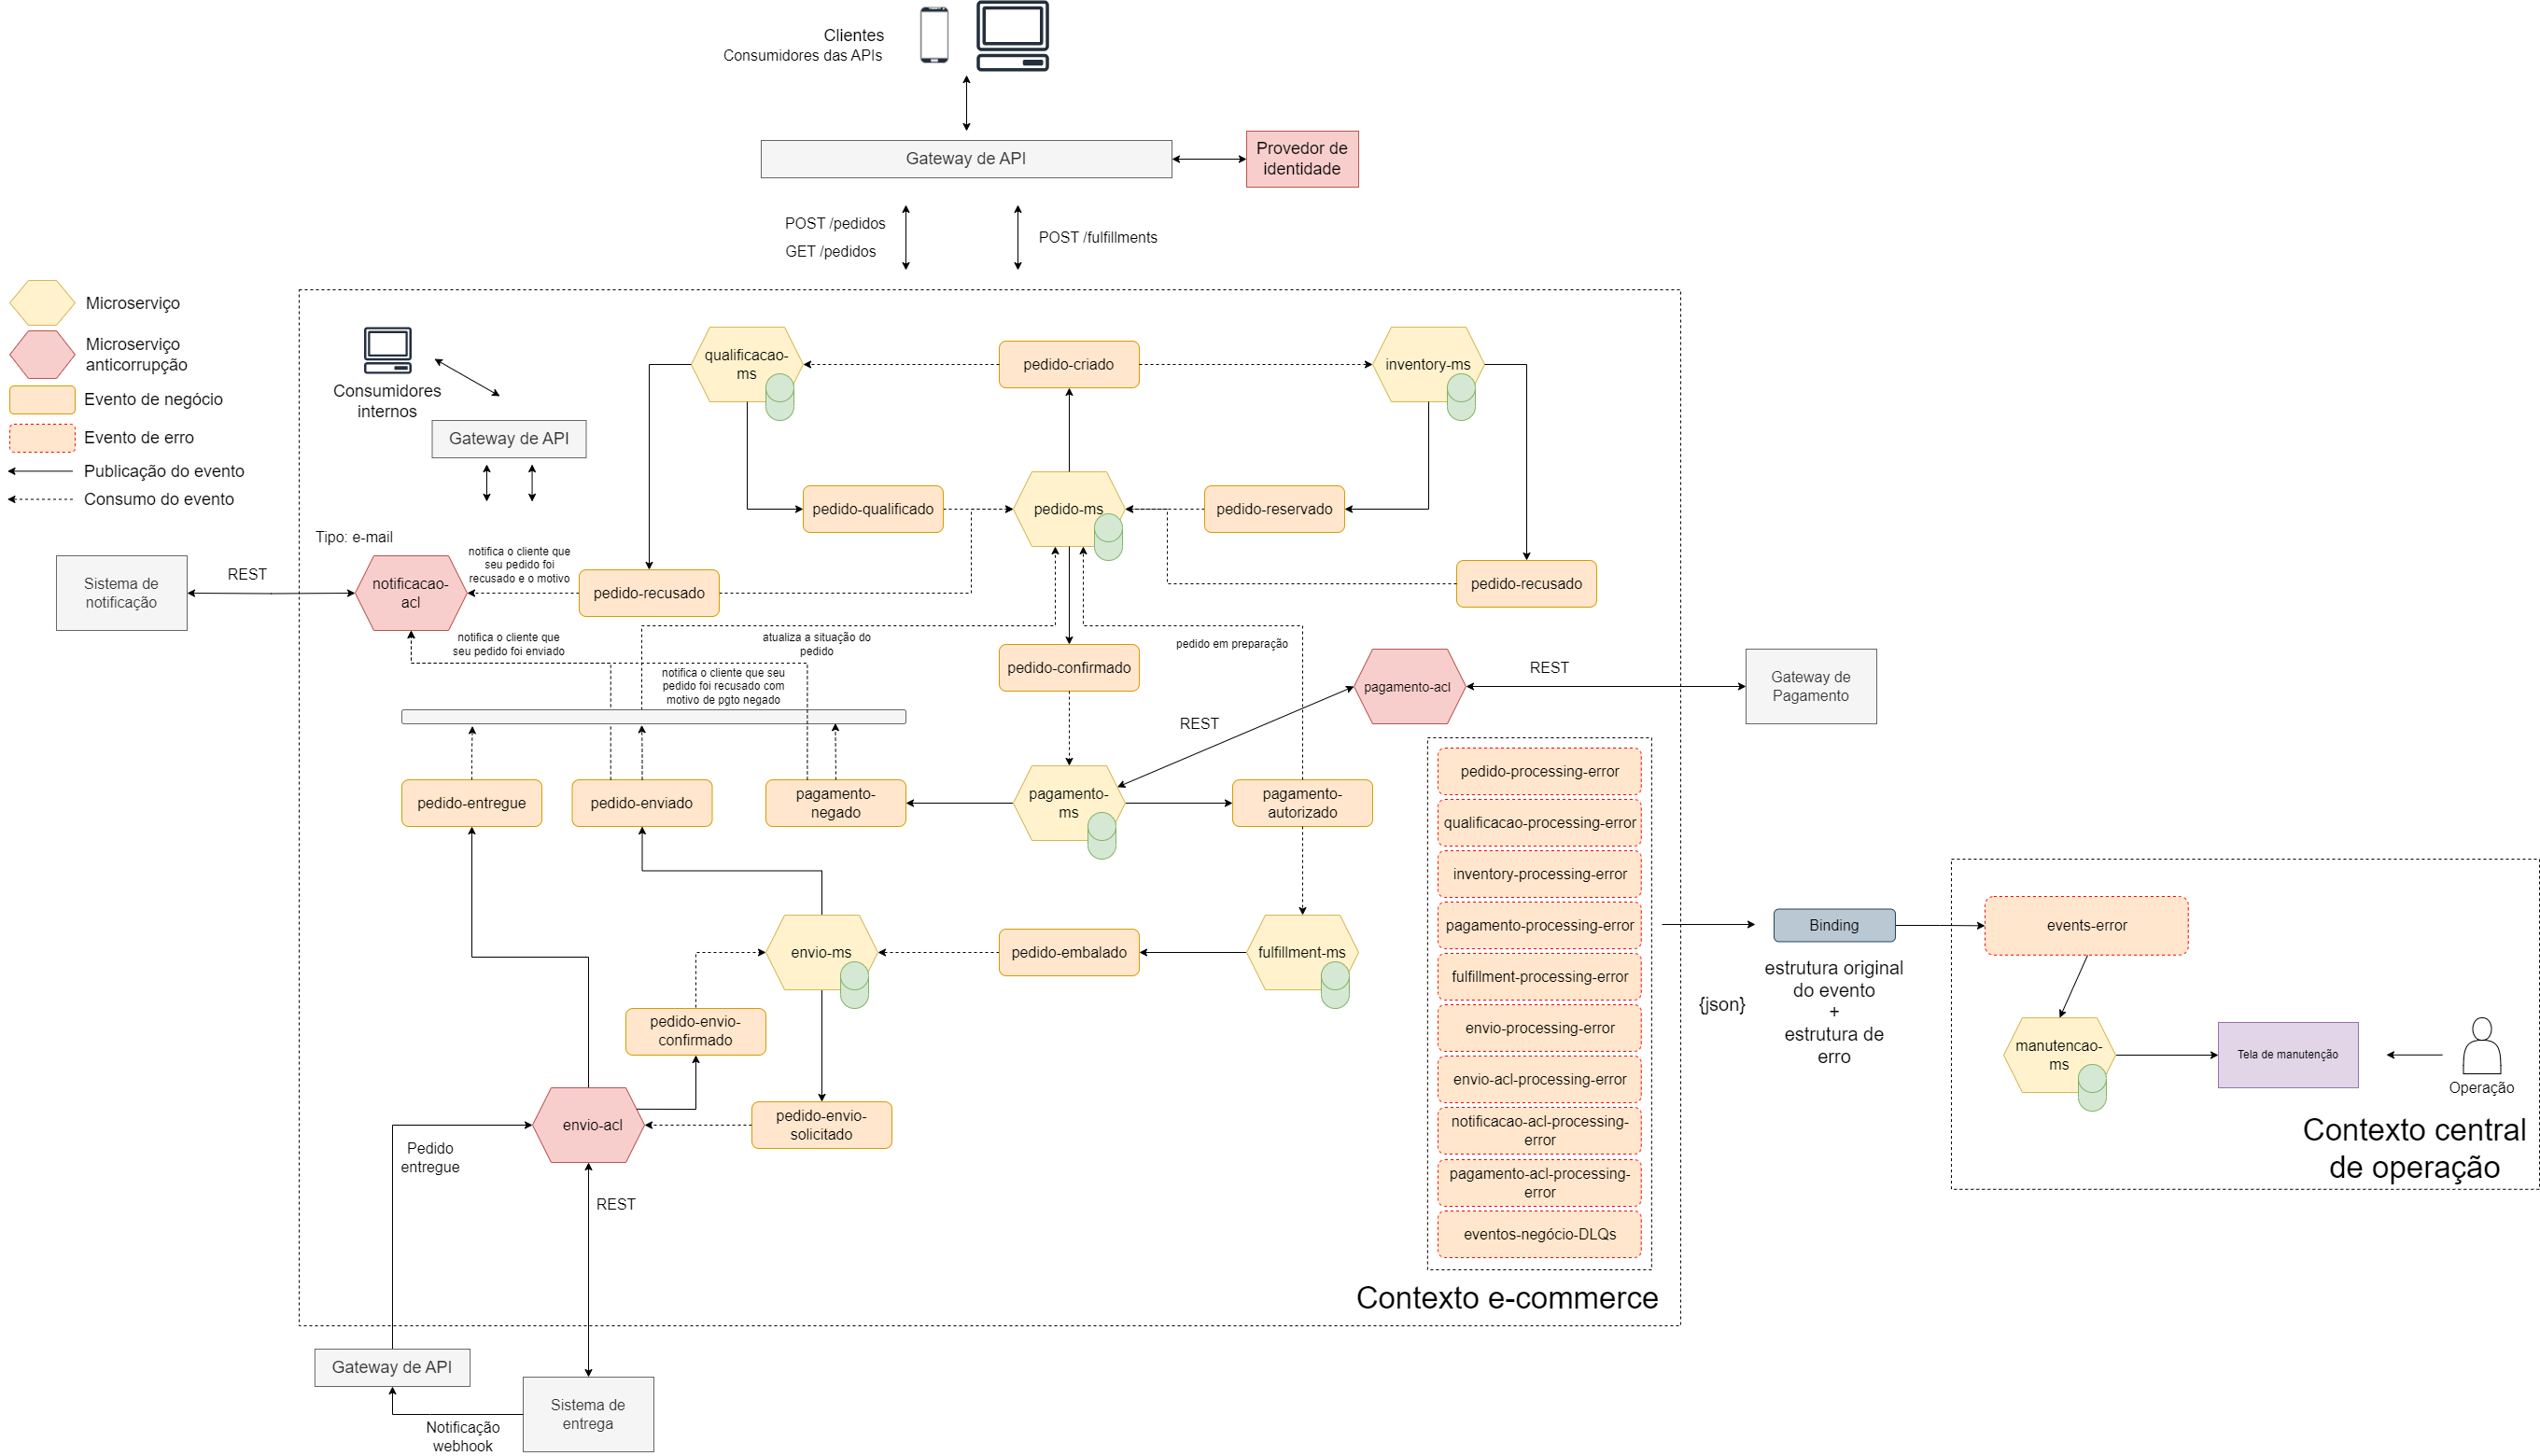 Clientes
Consumidores das APIs
Gateway de API
Provedor de
identidade
POST /pedidos
GET /pedidos
POST /fulfillments
Microserviço
Microserviço
anticorrupção
Evento de negócio
Evento de erro
Publicação do evento
Consumo do evento
Consumidores
internos
Gateway de API
qualificacao-
ms
pedido-criado
inventory-ms
pedido-qualificado
pedido-ms
pedido-reservado
Tipo: e-mail
Sistema de
notificação
REST
notificacao-
acl
notifica o cliente que
seu pedido foi
recusado e o motivo
pedido-recusado
pedido-recusado
notifica o cliente que
seu pedido foi enviado
atualiza a situação do
pedido
pedido em preparação
pedido-confirmado
notifica o cliente que seu
pedido foi recusado com
motivo de pgto negado
pagamento-acl
REST
Gateway de
Pagamento
REST
pedido-entregue
pedido-enviado
pagamento-
negado
pagamento-
ms
pagamento-
autorizado
envio-ms
pedido-embalado
fulfillment-ms
pedido-envio-
confirmado
envio-acl
pedido-envio-
solicitado
Pedido
entregue
REST
pedido-processing-error
qualificacao-processing-error
inventory-processing-error
pagamento-processing-error
fulfillment-processing-error
envio-processing-error
envio-acl-processing-error
notificacao-acl-processing-
error
pagamento-acl-processing-
error
eventos-negócio-DLQs
Contexto e-commerce
{json}
Binding
estrutura original
do evento
+
estrutura de
erro
events-error
manutencao-
ms
Tela de manutenção
Operação
Contexto central
de operação
Gateway de API
Sistema de
entrega
Notificação
webhook